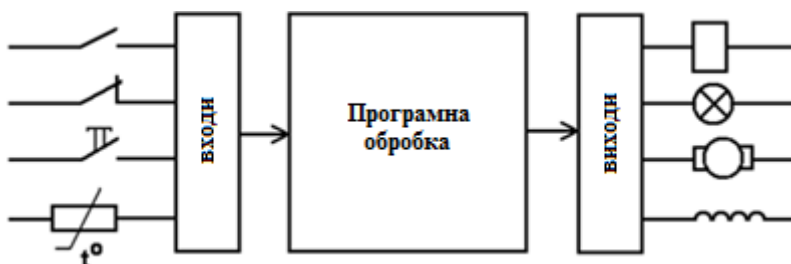 входи
Програмна
обробка
виходи
t°